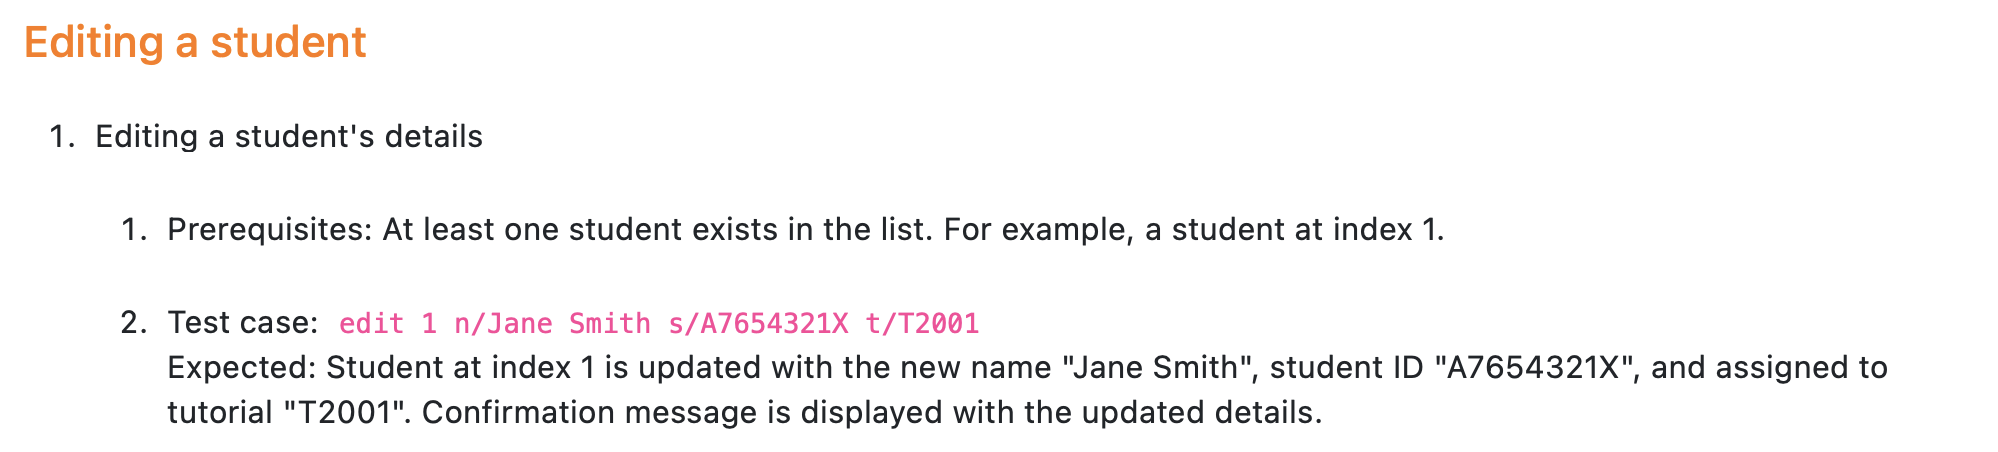 Editing a student
1. Editing a student's details
1. Prerequisites: At least one student exists in the list. For example, a student at index 1.
2. Test case: edit 1 n/Jane Smith s/A7654321X t/T2001
Expected: Student at index 1 is updated with the new name "Jane Smith", student ID "A7654321X", and assigned to
tutorial "T2001". Confirmation message is displayed with the updated details.